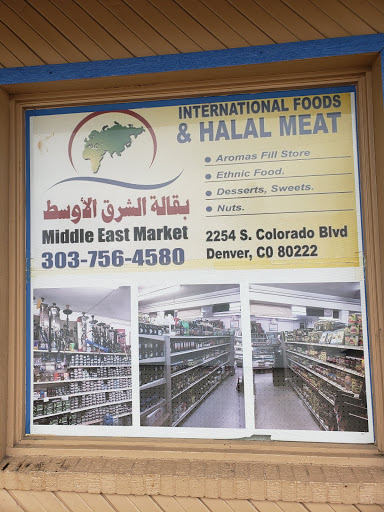 INTERNATIONAL FOODS
& HALAL MEAT
• Aromas Fill Store
• Ethnic Food.
• Desserts, Sweets.
• Nuts.
بقالة الشرق الأوسط
Middle East Market
303-756-4580
2254 S. Colorado Blvd
Denver, CO 80222